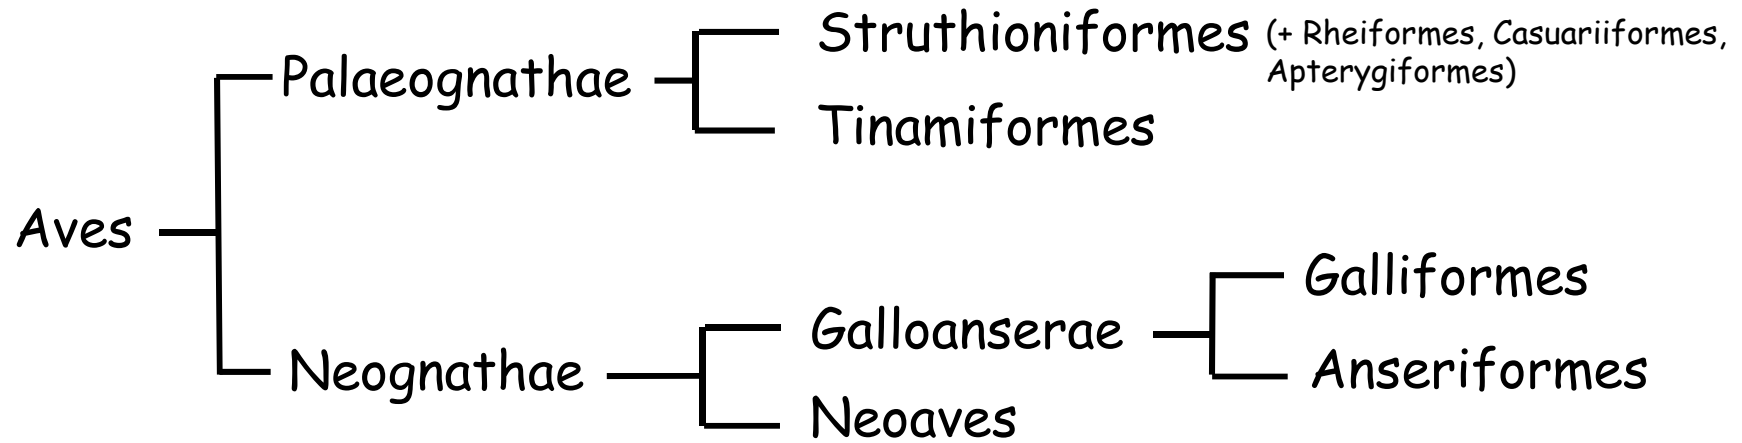 Struthioniformes (+ Rheiformes, Casuariiformes,
Apterygiformes)
Palaeognathae
Tinamiformes
Aves
Galliformes
Galloanserae
Anseriformes
Neognathae
Neoaves